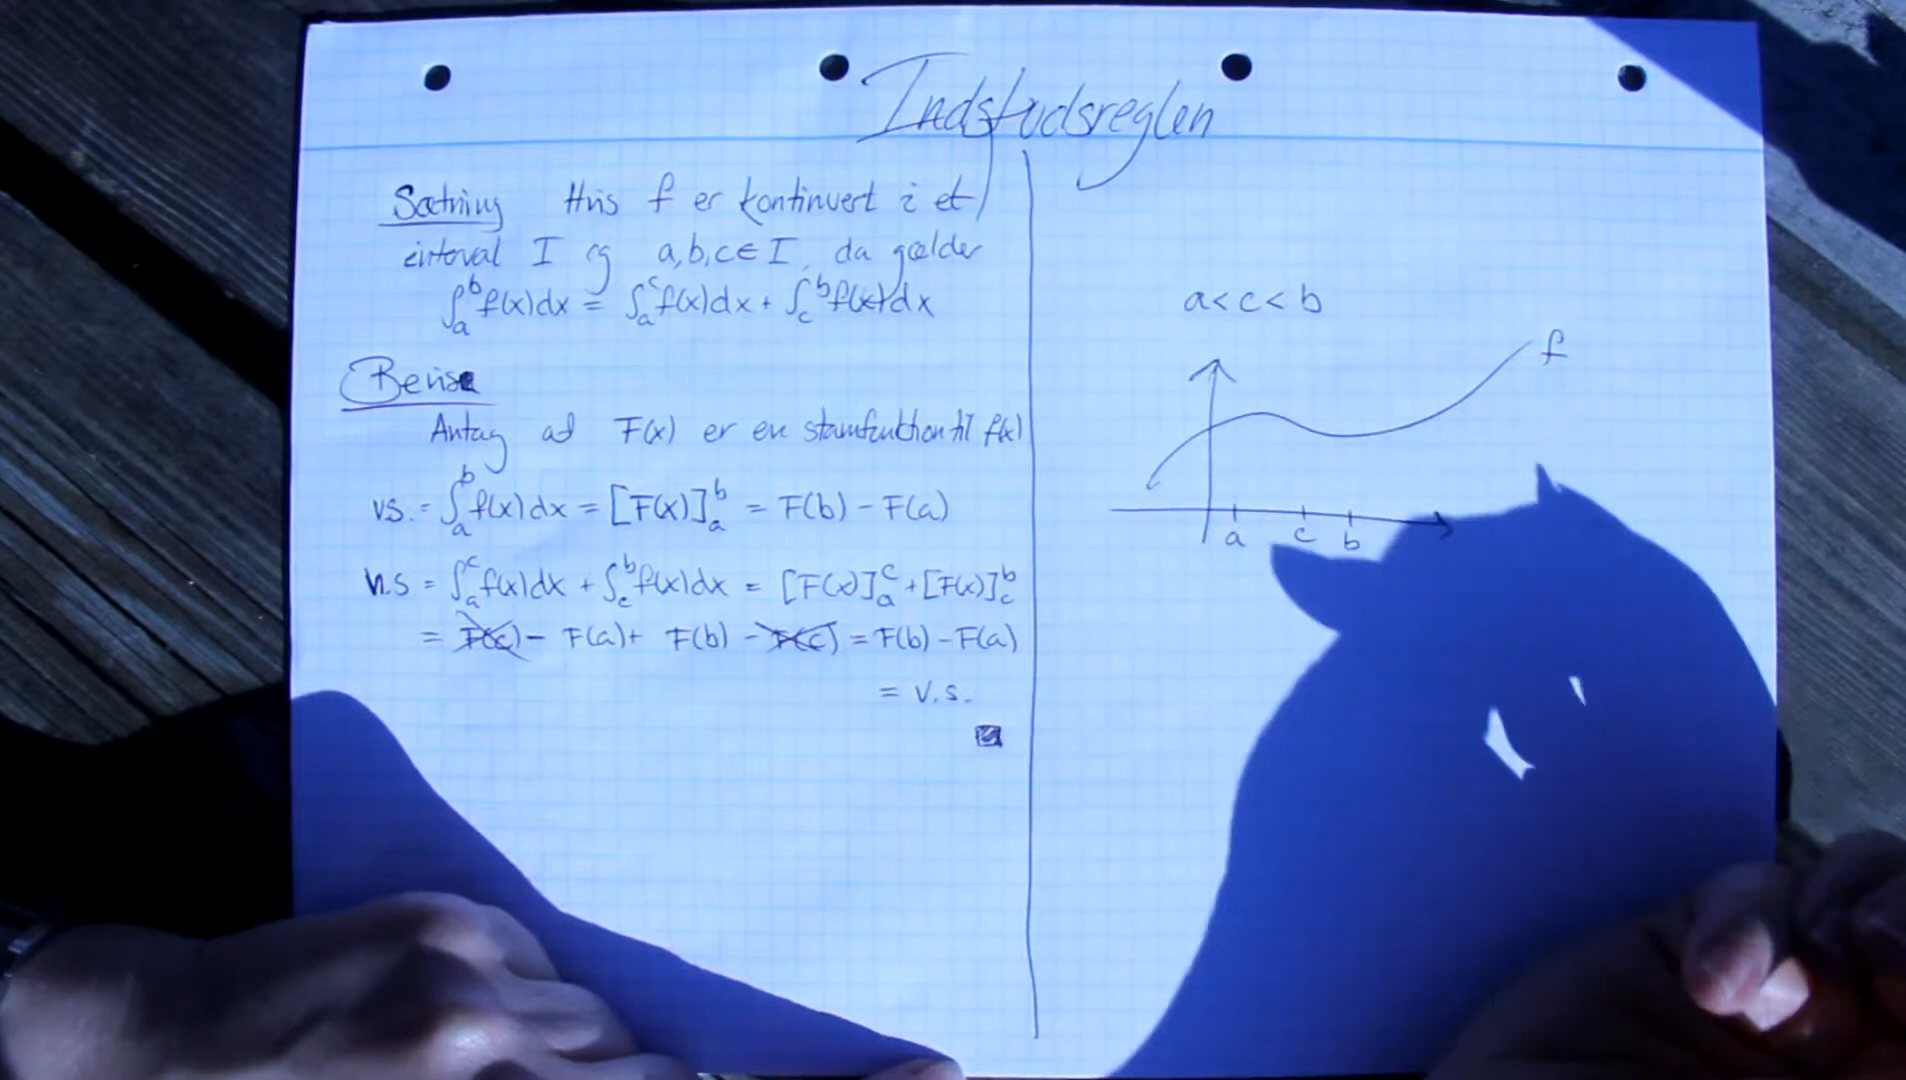 Indskudsreglen
Sætning Hvis f er kontinuert i et
interval I og a,b,c ∈ I, da gælder
∫_a^b f(x)dx = ∫_a^c f(x)dx + ∫_c^b f(x)dx
Bevis
Antag at F(x) er en stamfunktion til f(x)
v.s. = ∫_a^b f(x)dx = [F(x)]_a^b = F(b) - F(a)
h.s = ∫_a^c f(x)dx + ∫_c^b f(x)dx = [F(x)]_a^c + [F(x)]_c^b
= F(c) - F(a) + F(b) - F(c) = F(b) - F(a)
= v.s.
a < c < b
f
a c b